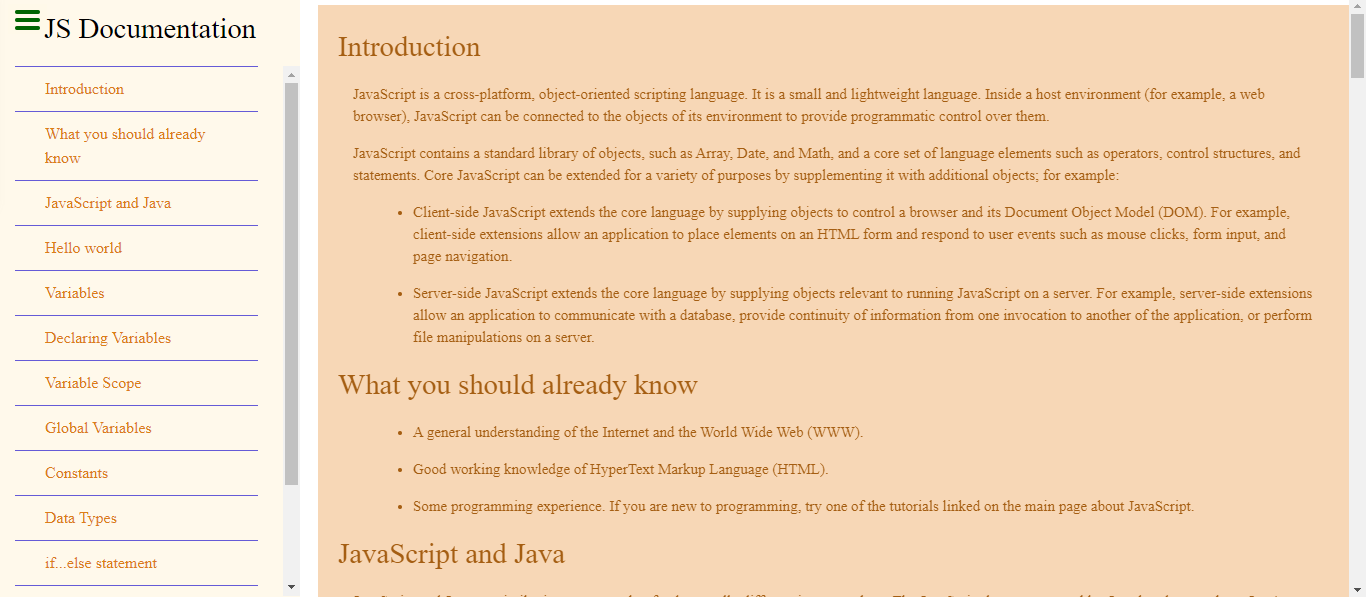 JS Documentation
Introduction
What you should already
know
JavaScript and Java
Hello world
Variables
Declaring Variables
Variable Scope
Global Variables
Constants
Data Types
if...else statement
Introduction
JavaScript is a cross-platform, object-oriented scripting language. It is a small and lightweight language. Inside a host environment (for example, a web
browser), JavaScript can be connected to the objects of its environment to provide programmatic control over them.
JavaScript contains a standard library of objects, such as Array, Date, and Math, and a core set of language elements such as operators, control structures, and
statements. Core JavaScript can be extended for a variety of purposes by supplementing it with additional objects; for example:
• Client-side JavaScript extends the core language by supplying objects to control a browser and its Document Object Model (DOM). For example,
client-side extensions allow an application to place elements on an HTML form and respond to user events such as mouse clicks, form input, and
page navigation.
• Server-side JavaScript extends the core language by supplying objects relevant to running JavaScript on a server. For example, server-side extensions
allow an application to communicate with a database, provide continuity of information from one invocation to another of the application, or perform
file manipulations on a server.
What you should already know
• A general understanding of the Internet and the World Wide Web (WWW).
• Good working knowledge of HyperText Markup Language (HTML).
• Some programming experience. If you are new to programming, try one of the tutorials linked on the main page about JavaScript.
JavaScript and Java